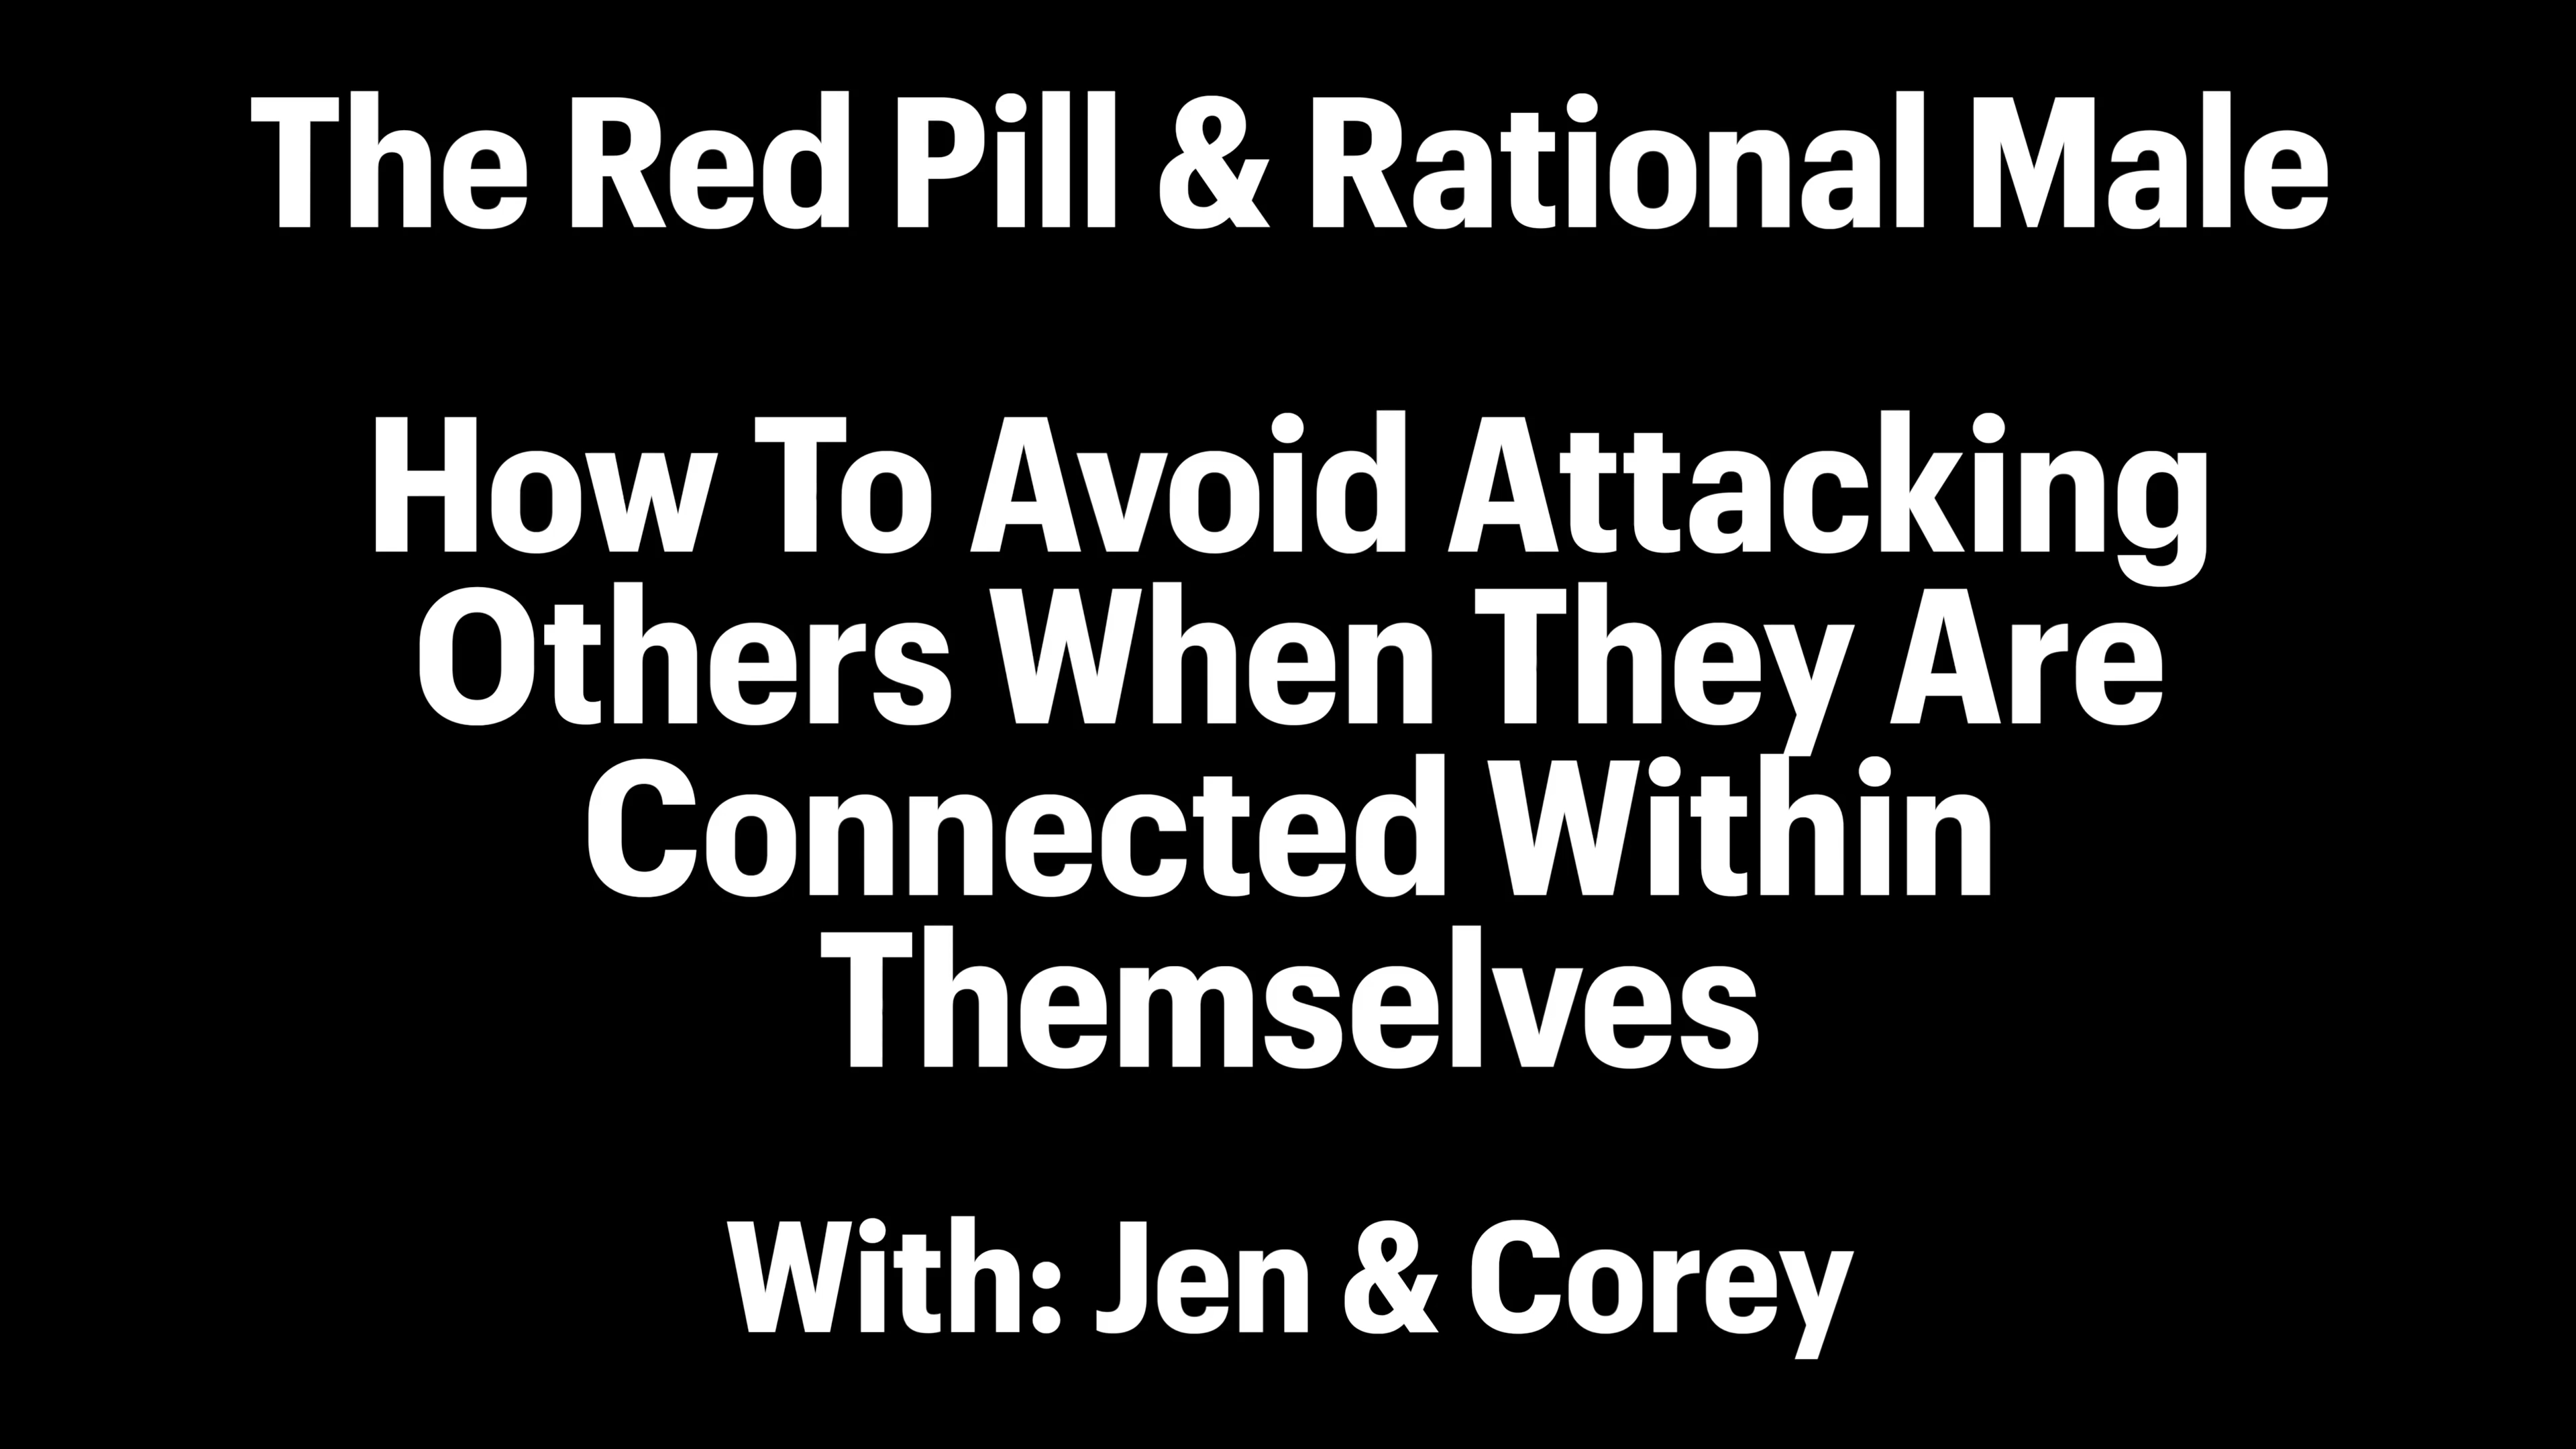 The Red Pill & Rational Male
How To Avoid Attacking
Others When They Are
Connected Within
Themselves
With: Jen & Corey